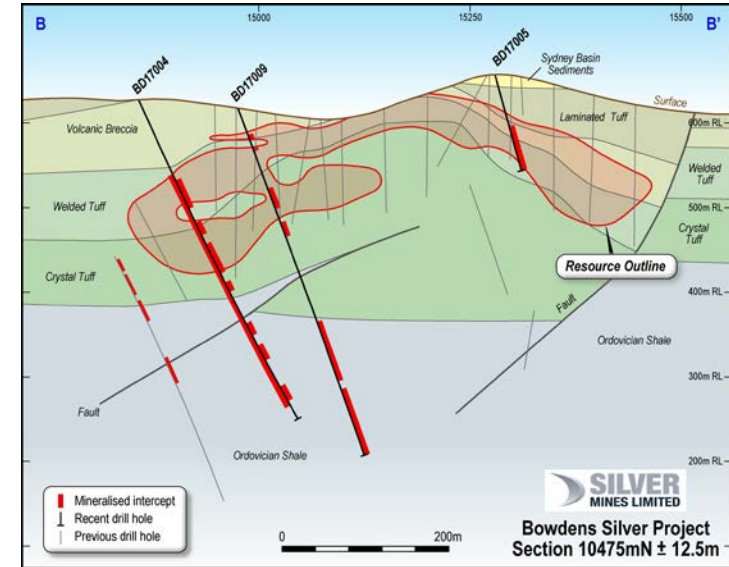 B
15000
15250
15500
B'
BD17004
BD17009
BD17005
Sydney Basin
Sediments
Surface
Volcanic Breccia
Laminated Tuff
600m RL
Welded Tuff
Welded
Tuff
500m RL
Crystal
Tuff
Resource Outline
Crystal Tuff
400m RL
Fault
Ordovician Shale
300m RL
Fault
Ordovician Shale
200m RL
Mineralised intercept
Recent drill hole
Previous drill hole
0
200m
SILVER
MINES LIMITED
Bowdens Silver Project
Section 10475mN ± 12.5m